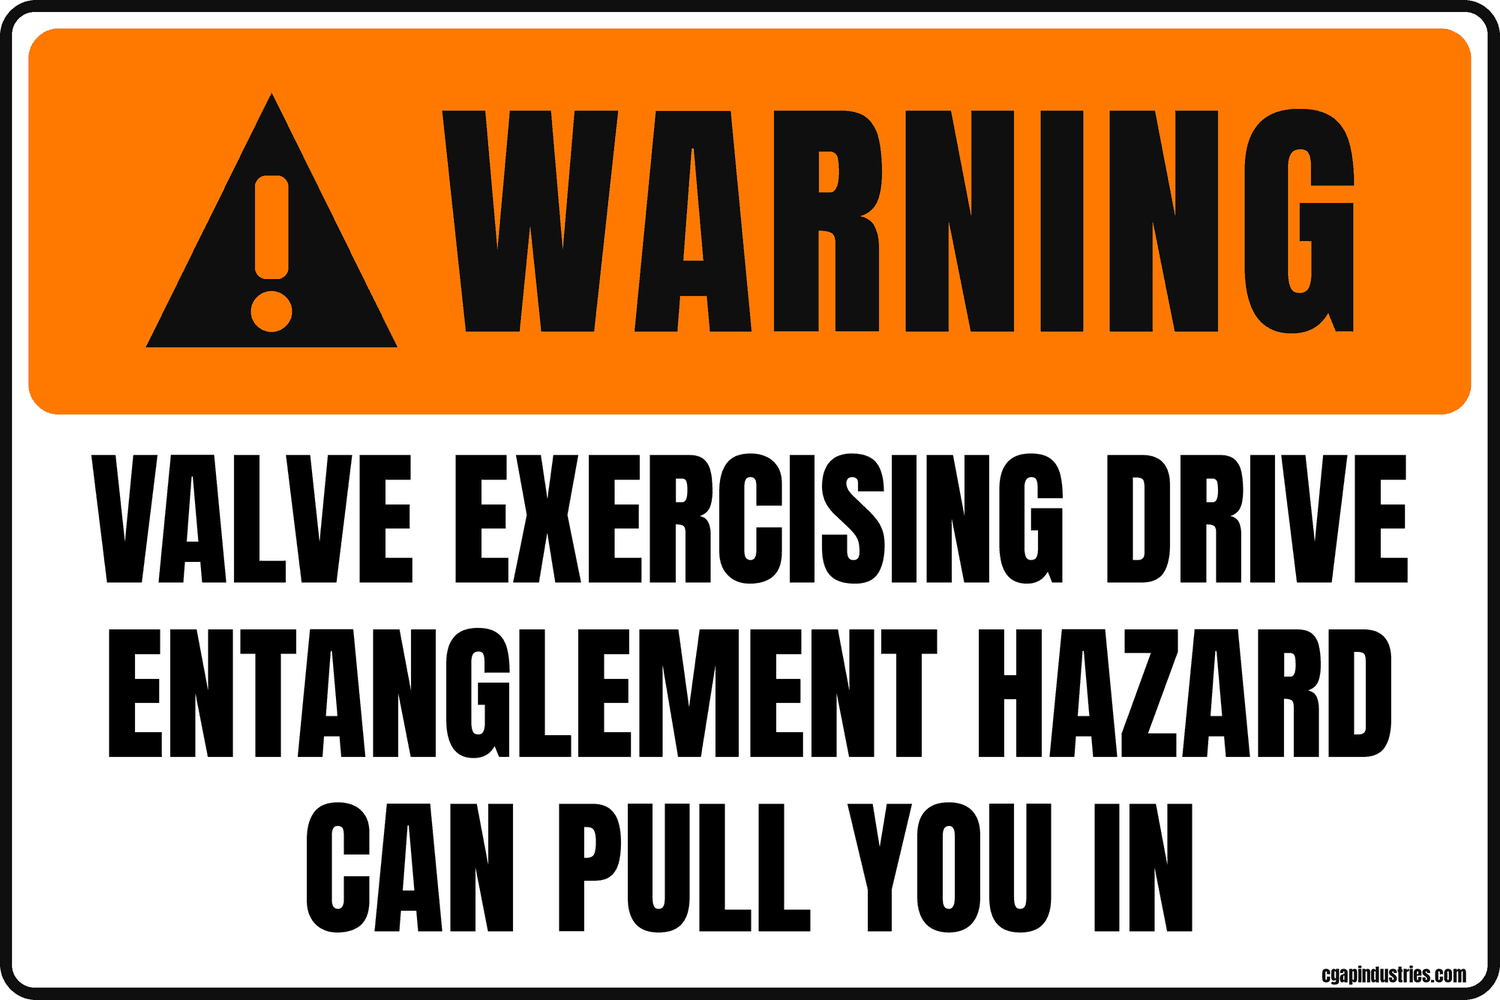 WARNING
VALVE EXERCISING DRIVE
ENTANGLEMENT HAZARD
CAN PULL YOU IN
cgapindustries.com